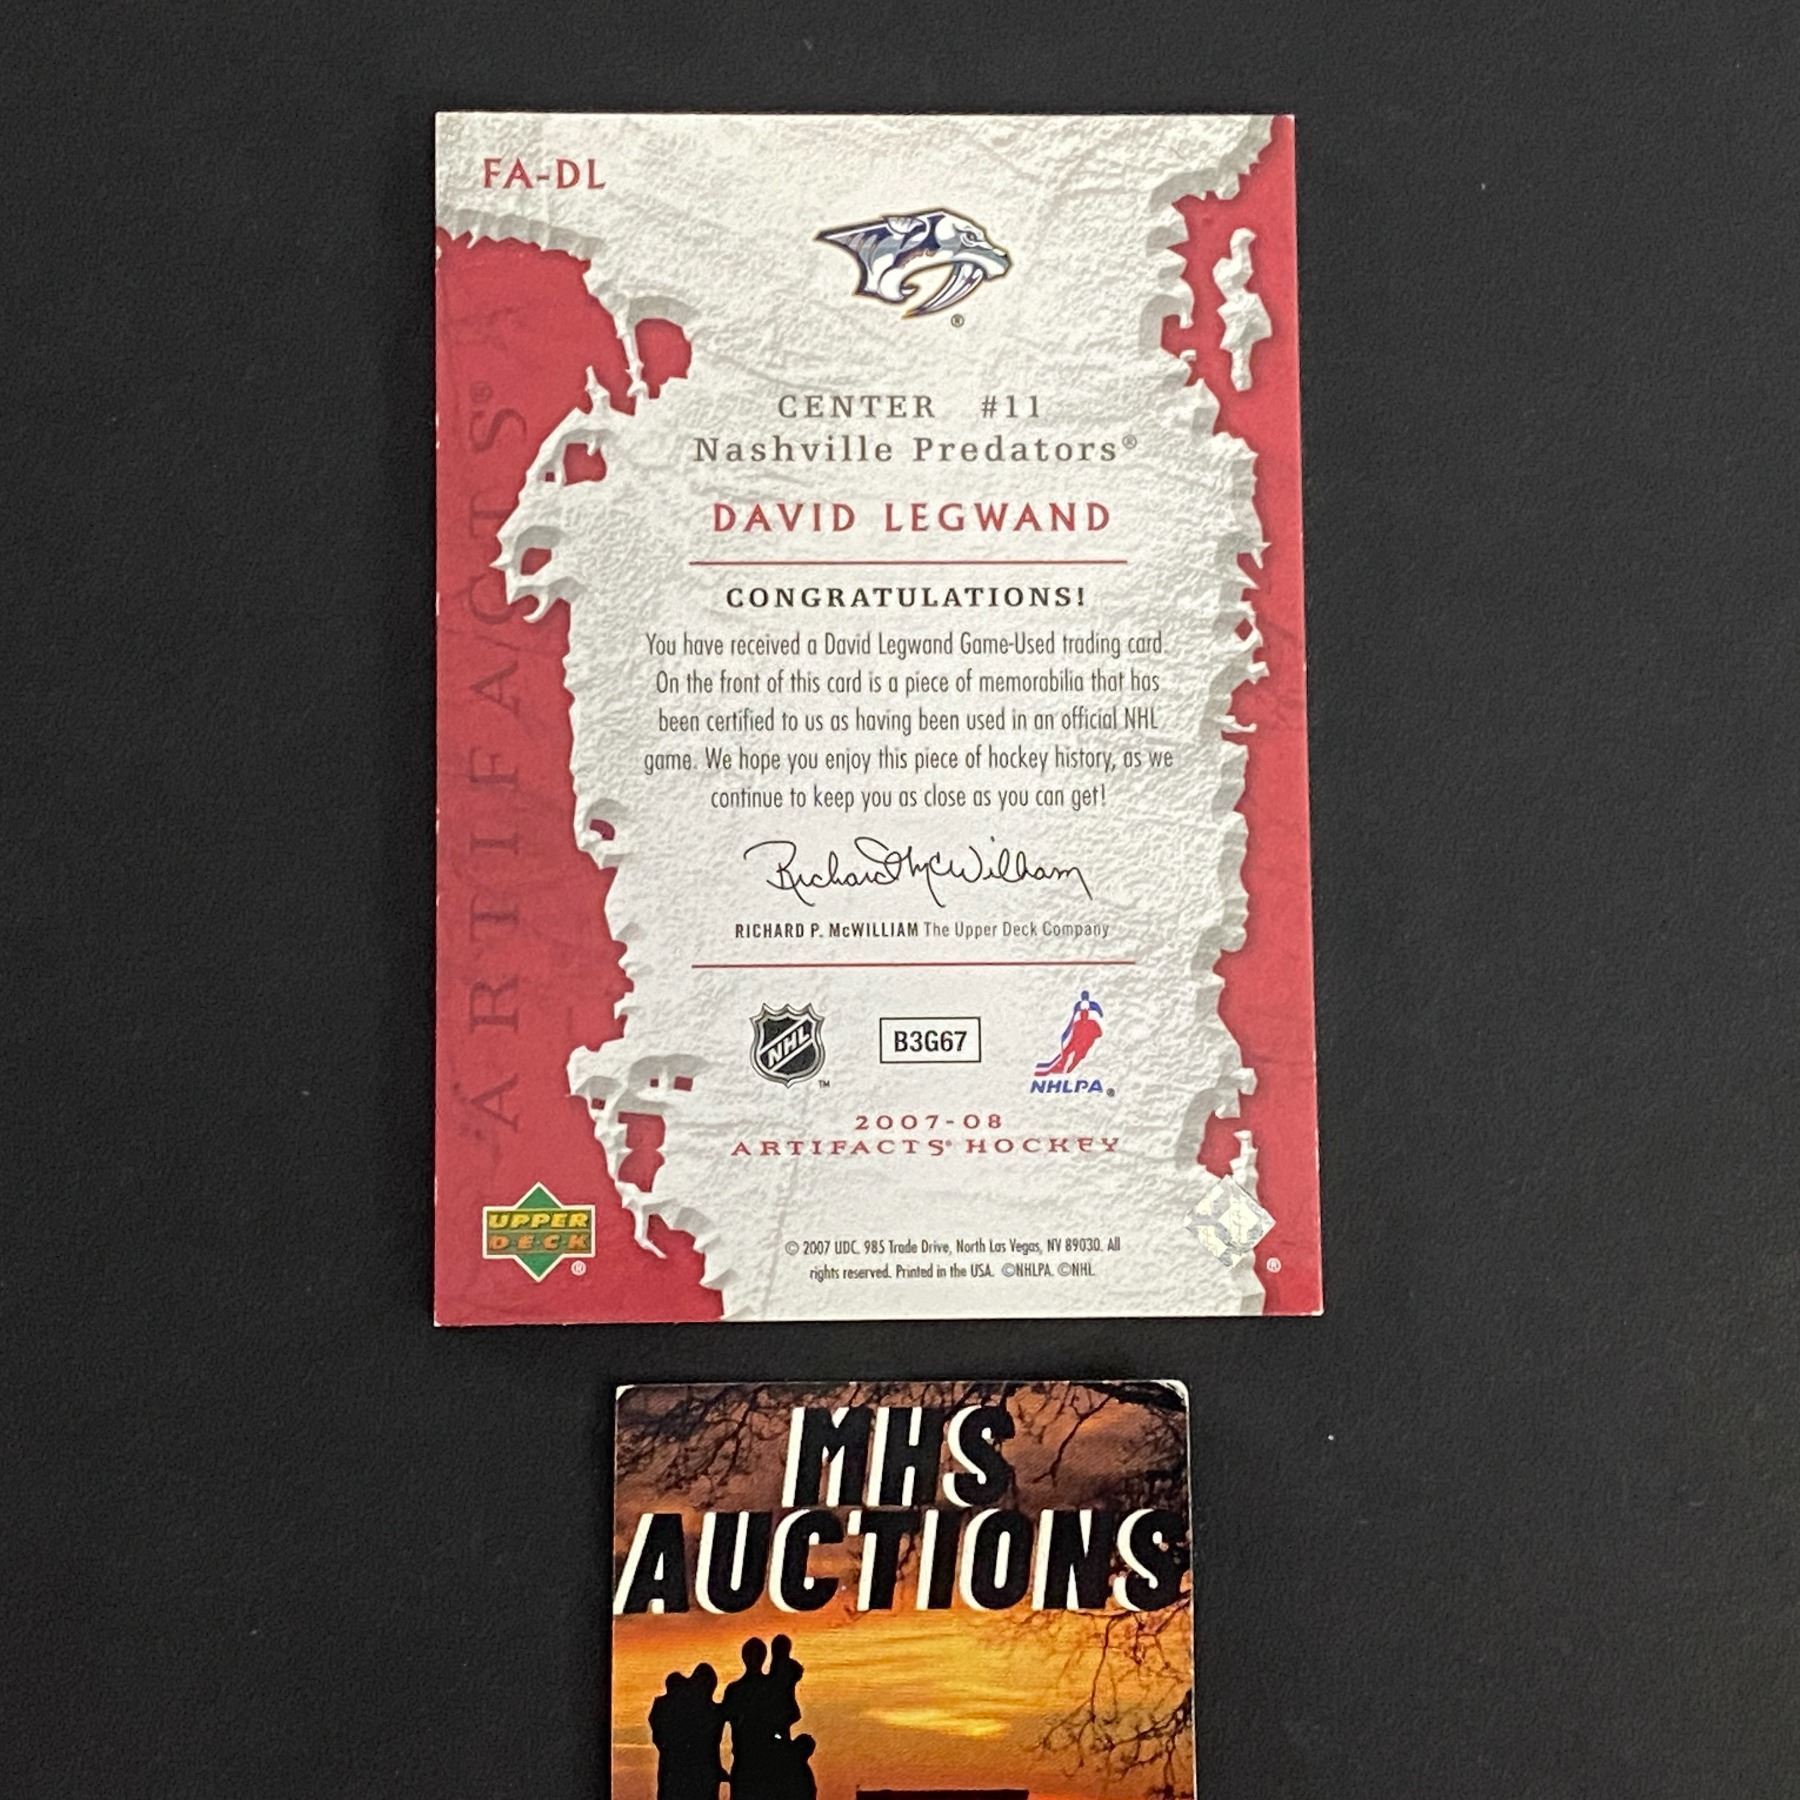 FA-DL
ARTIFACTS®
®
CENTER #11
Nashville Predators®
DAVID LEGWAND
CONGRATULATIONS!
You have received a David Legwand Game-Used trading card.
On the front of this card is a piece of memorabilia that has
been certified to us as having been used in an official NHL
game. We hope you enjoy this piece of hockey history, as we
continue to keep you as close as you can get!
Richard McWilliam
RICHARD P. McWILLIAM The Upper Deck Company
NHL
TM
B3G67
NHLPA®
2007-08
ARTIFACTS® HOCKEY
UPPER
DECK
®
© 2007 UDC. 985 Trade Drive, North Las Vegas, NV 89030. All
rights reserved. Printed in the USA. ©NHLPA. ©NHL.
®
MHS
AUCTIONS